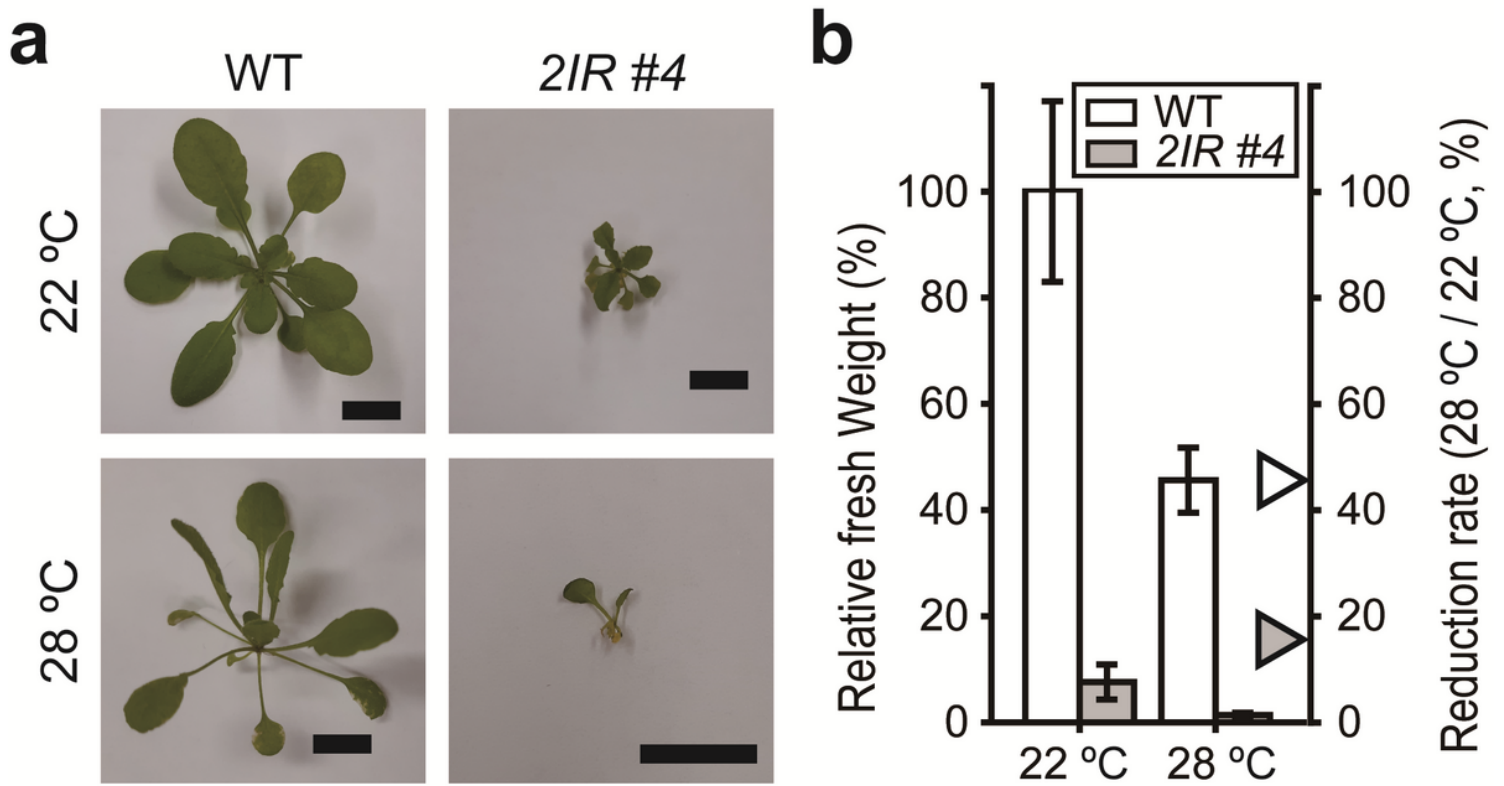 a
WT
2IR #4
22 ºC
28 ºC
b
WT
2IR #4
Relative fresh Weight (%)
100
80
60
40
20
0
22 ºC
28 ºC
100
80
60
40
20
0
Reduction rate (28 ºC / 22 ºC, %)